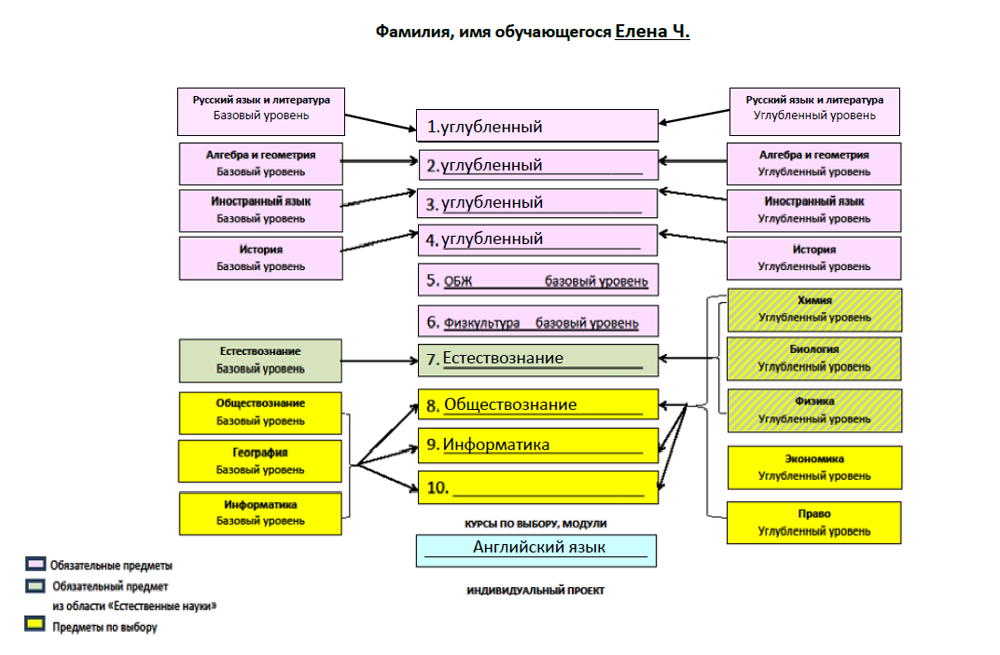 Фамилия, имя обучающегося Елена Ч.
Русский язык и литература
Базовый уровень
Алгебра и геометрия
Базовый уровень
Иностранный язык
Базовый уровень
История
Базовый уровень
Естествознание
Базовый уровень
Обществознание
Базовый уровень
География
Базовый уровень
Информатика
Базовый уровень
1.углубленный
2.углубленный
3. углубленный
4. углубленный
5. ОБЖ базовый уровень
6. Физкультура базовый уровень
7. Естествознание
8. Обществознание
9. Информатика
10.
КУРСЫ ПО ВЫБОРУ, МОДУЛИ
Английский язык
ИНДИВИДУАЛЬНЫЙ ПРОЕКТ
Русский язык и литература
Углубленный уровень
Алгебра и геометрия
Углубленный уровень
Иностранный язык
Углубленный уровень
История
Углубленный уровень
Химия
Углубленный уровень
Биология
Углубленный уровень
Физика
Углубленный уровень
Экономика
Углубленный уровень
Право
Углубленный уровень
Обязательные предметы
Обязательный предмет
из области «Естественные науки»
Предметы по выбору